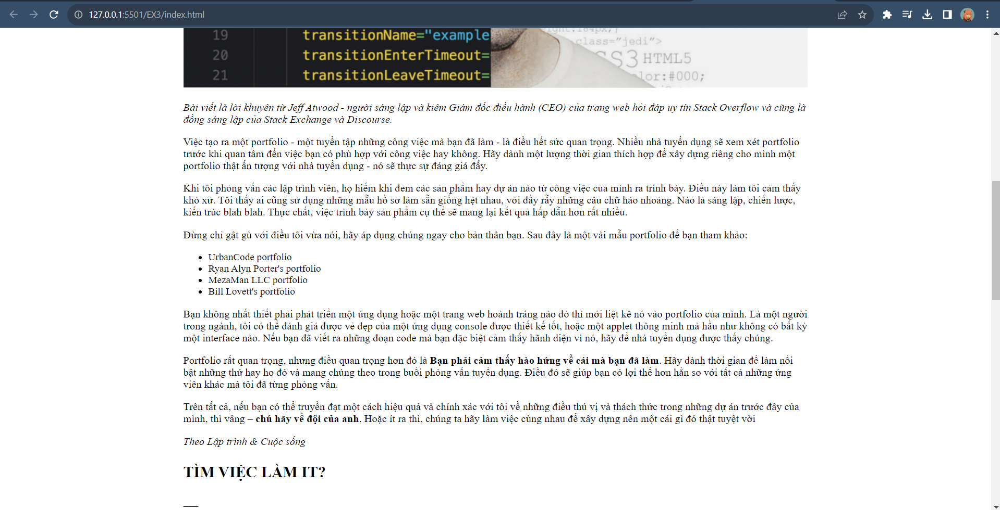 127.0.0.1:5501/EX3/index.html
19 transitionName="example
20 transitionEnterTimeout=
21 transitionLeaveTimeout=
class="jedi">
HTML5
color:#000;
Bài viết là lời khuyên từ Jeff Atwood - người sáng lập và kiêm Giám đốc điều hành (CEO) của trang web hỏi đáp uy tín Stack Overflow và cũng là
đồng sáng lập của Stack Exchange và Discourse.
Việc tạo ra một portfolio - một tuyển tập những công việc mà bạn đã làm - là điều hết sức quan trọng. Nhiều nhà tuyển dụng sẽ xem xét portfolio
trước khi quan tâm đến việc bạn có phù hợp với công việc hay không. Hãy dành một lượng thời gian thích hợp để xây dựng riêng cho mình một
portfolio thật ấn tượng với nhà tuyển dụng - nó sẽ thực sự đáng giá đấy.
Khi tôi phỏng vấn các lập trình viên, họ hiếm khi đem các sản phẩm hay dự án nào từ công việc của mình ra trình bày. Điều này làm tôi cảm thấy
khó xử. Tôi thấy ai cũng sử dụng những mẫu hồ sơ làm sẵn giống hệt nhau, với đầy rẫy những câu chữ hào nhoáng. Nào là sáng lập, chiến lược,
kiến trúc blah blah. Thực chất, việc trình bày sản phẩm cụ thể sẽ mang lại kết quả hấp dẫn hơn rất nhiều.
Đừng chỉ gật gù với điều tôi vừa nói, hãy áp dụng chúng ngay cho bản thân bạn. Sau đây là một vài mẫu portfolio để bạn tham khảo:
• UrbanCode portfolio
• Ryan Alyn Porter's portfolio
• MezaMan LLC portfolio
• Bill Lovett's portfolio
Bạn không nhất thiết phải phát triển một ứng dụng hoặc một trang web hoành tráng nào đó thì mới liệt kê nó vào portfolio của mình. Là một người
trong ngành, tôi có thể đánh giá được vẻ đẹp của một ứng dụng console được thiết kế tốt, hoặc một applet thông minh mà hầu như không có bất kỳ
một interface nào. Nếu bạn đã viết ra những đoạn code mà bạn đặc biệt cảm thấy hãnh diện vì nó, hãy để nhà tuyển dụng được thấy chúng.
Portfolio rất quan trọng, nhưng điều quan trọng hơn đó là Bạn phải cảm thấy hào hứng về cái mà bạn đã làm. Hãy dành thời gian để làm nổi
bật những thứ hay ho đó và mang chúng theo trong buổi phỏng vấn tuyển dụng. Điều đó sẽ giúp bạn có lợi thế hơn hẳn so với tất cả những ứng
viên khác mà tôi đã từng phỏng vấn.
Trên tất cả, nếu bạn có thể truyền đạt một cách hiệu quả và chính xác với tôi về những điều thú vị và thách thức trong những dự án trước đây của
mình, thì vâng – chú hãy về đội của anh. Hoặc ít ra thì, chúng ta hãy làm việc cùng nhau để xây dựng nên một cái gì đó thật tuyệt vời
Theo Lập trình & Cuộc sống
TÌM VIỆC LÀM IT?